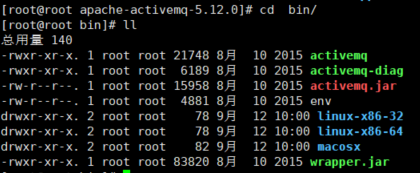 [root@root apache-activemq-5.12.0]# cd  bin/
[root@root bin]# ll
总用量 140
-rwxr-xr-x. 1 root root 21748 8月  10 2015 activemq
-rwxr-xr-x. 1 root root  6189 8月  10 2015 activemq-diag
-rw-r--r--. 1 root root 15958 8月  10 2015 activemq.jar
-rw-r--r--. 1 root root  4881 8月  10 2015 env
drwxr-xr-x. 2 root root    78 9月  12 10:00 linux-x86-32
drwxr-xr-x. 2 root root    78 9月  12 10:00 linux-x86-64
drwxr-xr-x. 2 root root    82 9月  12 10:00 macosx
-rwxr-xr-x. 1 root root 83820 8月  10 2015 wrapper.jar